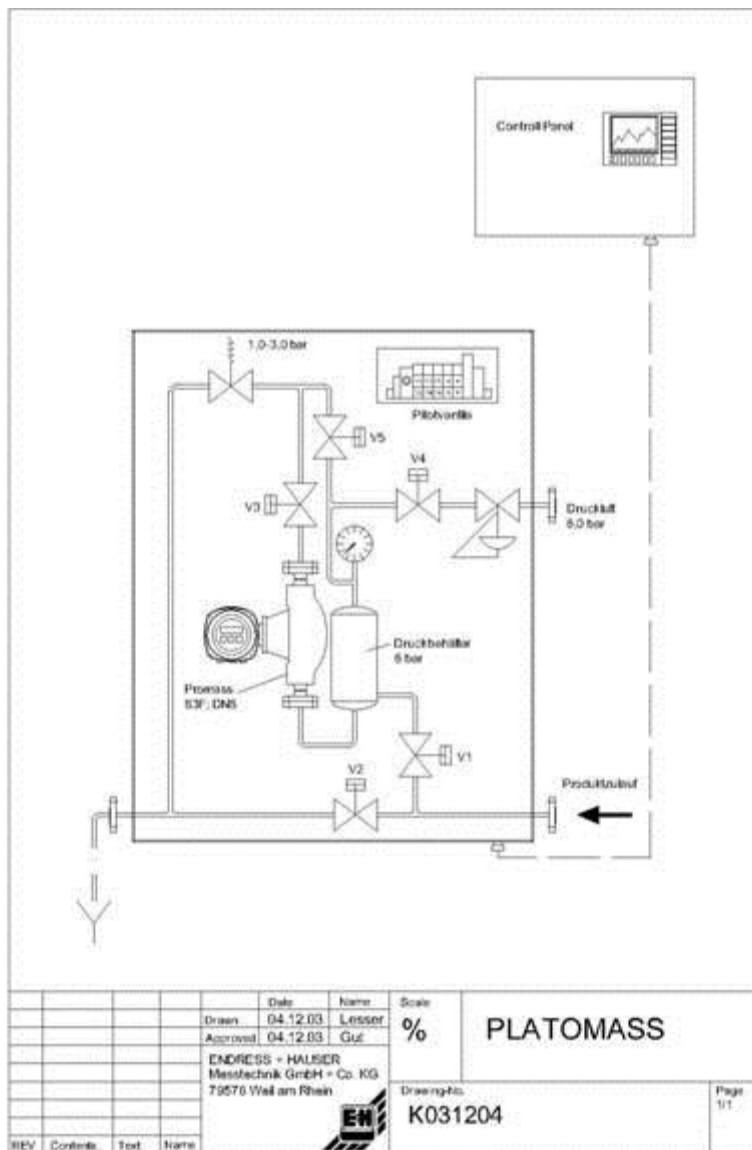 Controll Panel
1,0-3,0 bar
Pilotventile
V5
V4
V3
Druckluft
6,0 bar
Druckbehälter
6 bar
Promass
83F; DN8
V1
V2
Produktzulauf
Date Name
Drawn 04.12.03 Lesser
Approved 04.12.03 Gut
Scale
%
PLATOMASS
ENDRESS + HAUSER
Messtechnik GmbH + Co. KG
79576 Weil am Rhein
EH
Drawing-No.
K031204
Page
1/1
REV Contents Text Name